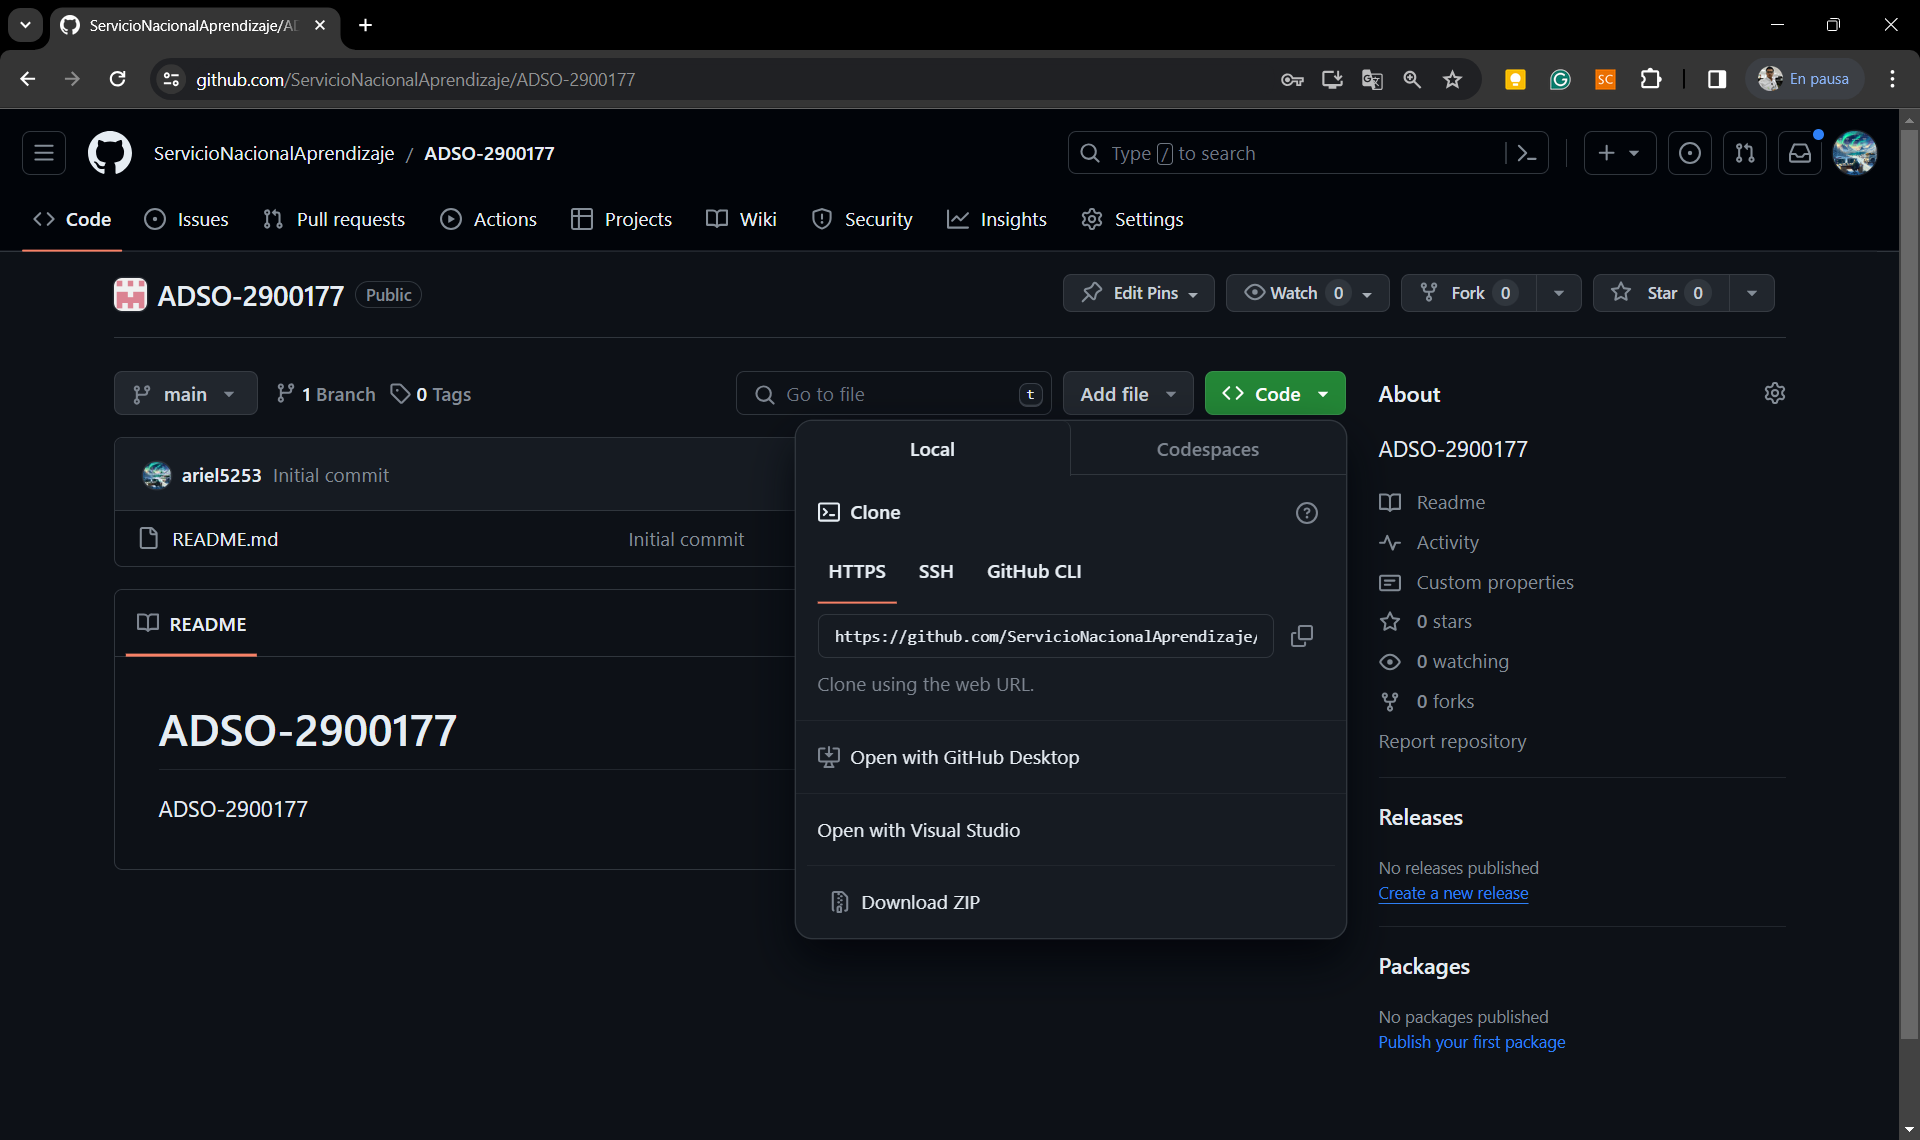 ServicioNacionalAprendizaje/AD
github.com/ServicioNacionalAprendizaje/ADSO-2900177
SC
En pausa
ServicioNacionalAprendizaje / ADSO-2900177
Type / to search
Code
Issues
Pull requests
Actions
Projects
Wiki
Security
Insights
Settings
ADSO-2900177
Public
Edit Pins
Watch 0
Fork 0
Star 0
main
1 Branch
0 Tags
Go to file
t
Add file
Code
About
Local
Codespaces
ADSO-2900177
ariel5253 Initial commit
Clone
Readme
README.md
Initial commit
Activity
HTTPS
SSH
GitHub CLI
Custom properties
0 stars
README
https://github.com/ServicioNacionalAprendizaje/
0 watching
Clone using the web URL.
0 forks
ADSO-2900177
Report repository
Open with GitHub Desktop
ADSO-2900177
Releases
Open with Visual Studio
No releases published
Create a new release
Download ZIP
Packages
No packages published
Publish your first package